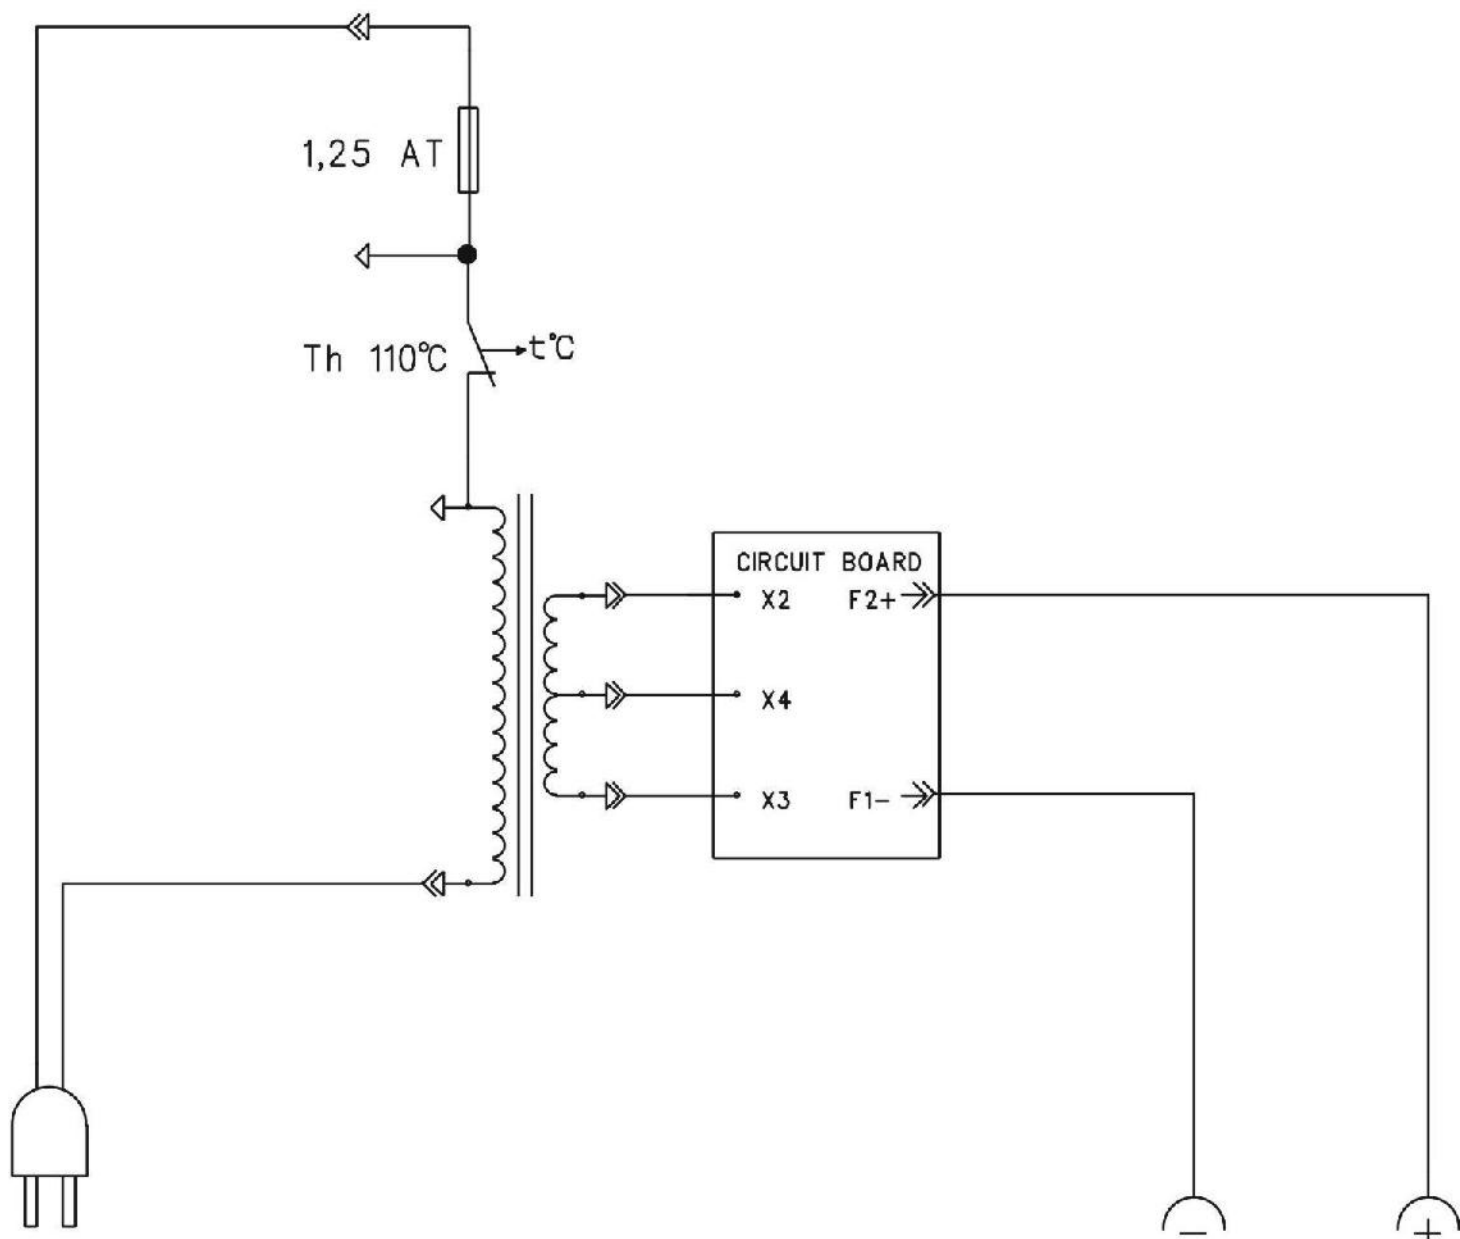 1,25 AT
Th 110°C
t°C
CIRCUIT BOARD
X2 F2+
X4
X3 F1-
- +